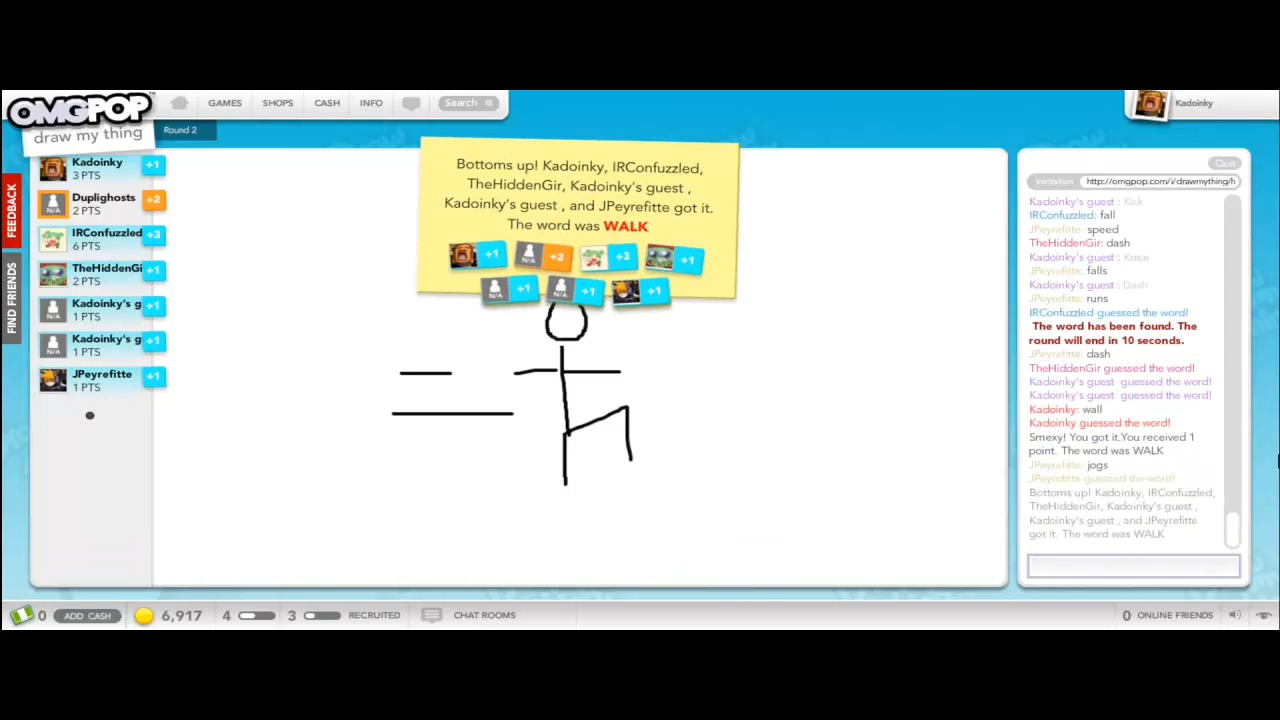 OMGPOP
draw my thing
GAMES
SHOPS
CASH
INFO
Search
Kadoinky
Round 2
FEEDBACK
FIND FRIENDS
Kadoinky
3 PTS
+1
Duplighosts
2 PTS
+2
N/A
IRConfuzzled
6 PTS
+3
TheHiddenGi
2 PTS
+1
Kadoinky's g
1 PTS
+1
N/A
Kadoinky's g
1 PTS
+1
N/A
JPeyrefitte
1 PTS
+1
Bottoms up! Kadoinky, IRConfuzzled,
TheHiddenGir, Kadoinky's guest ,
Kadoinky's guest , and JPeyrefitte got it.
The word was WALK
+1 N/A +2 +3 +1
N/A +1 N/A +1 +1
Quit
Invitation http://omgpop.com/i/drawmything/h
Kadoinky's guest : Kick
IRConfuzzled: fall
JPeyrefitte: speed
TheHiddenGir: dash
Kadoinky's guest : Knee
JPeyrefitte: falls
Kadoinky's guest : Dash
JPeyrefitte: runs
IRConfuzzled guessed the word!
The word has been found. The
round will end in 10 seconds.
JPeyrefitte: dash
TheHiddenGir guessed the word!
Kadoinky's guest guessed the word!
Kadoinky's guest guessed the word!
Kadoinky: wall
Kadoinky guessed the word!
Smexy! You got it.You received 1
point. The word was WALK
JPeyrefitte: jogs
JPeyrefitte guessed the word!
Bottoms up! Kadoinky, IRConfuzzled,
TheHiddenGir, Kadoinky's guest ,
Kadoinky's guest , and JPeyrefitte
got it. The word was WALK
0 ADD CASH 6,917 4 3 RECRUITED CHAT ROOMS 0 ONLINE FRIENDS